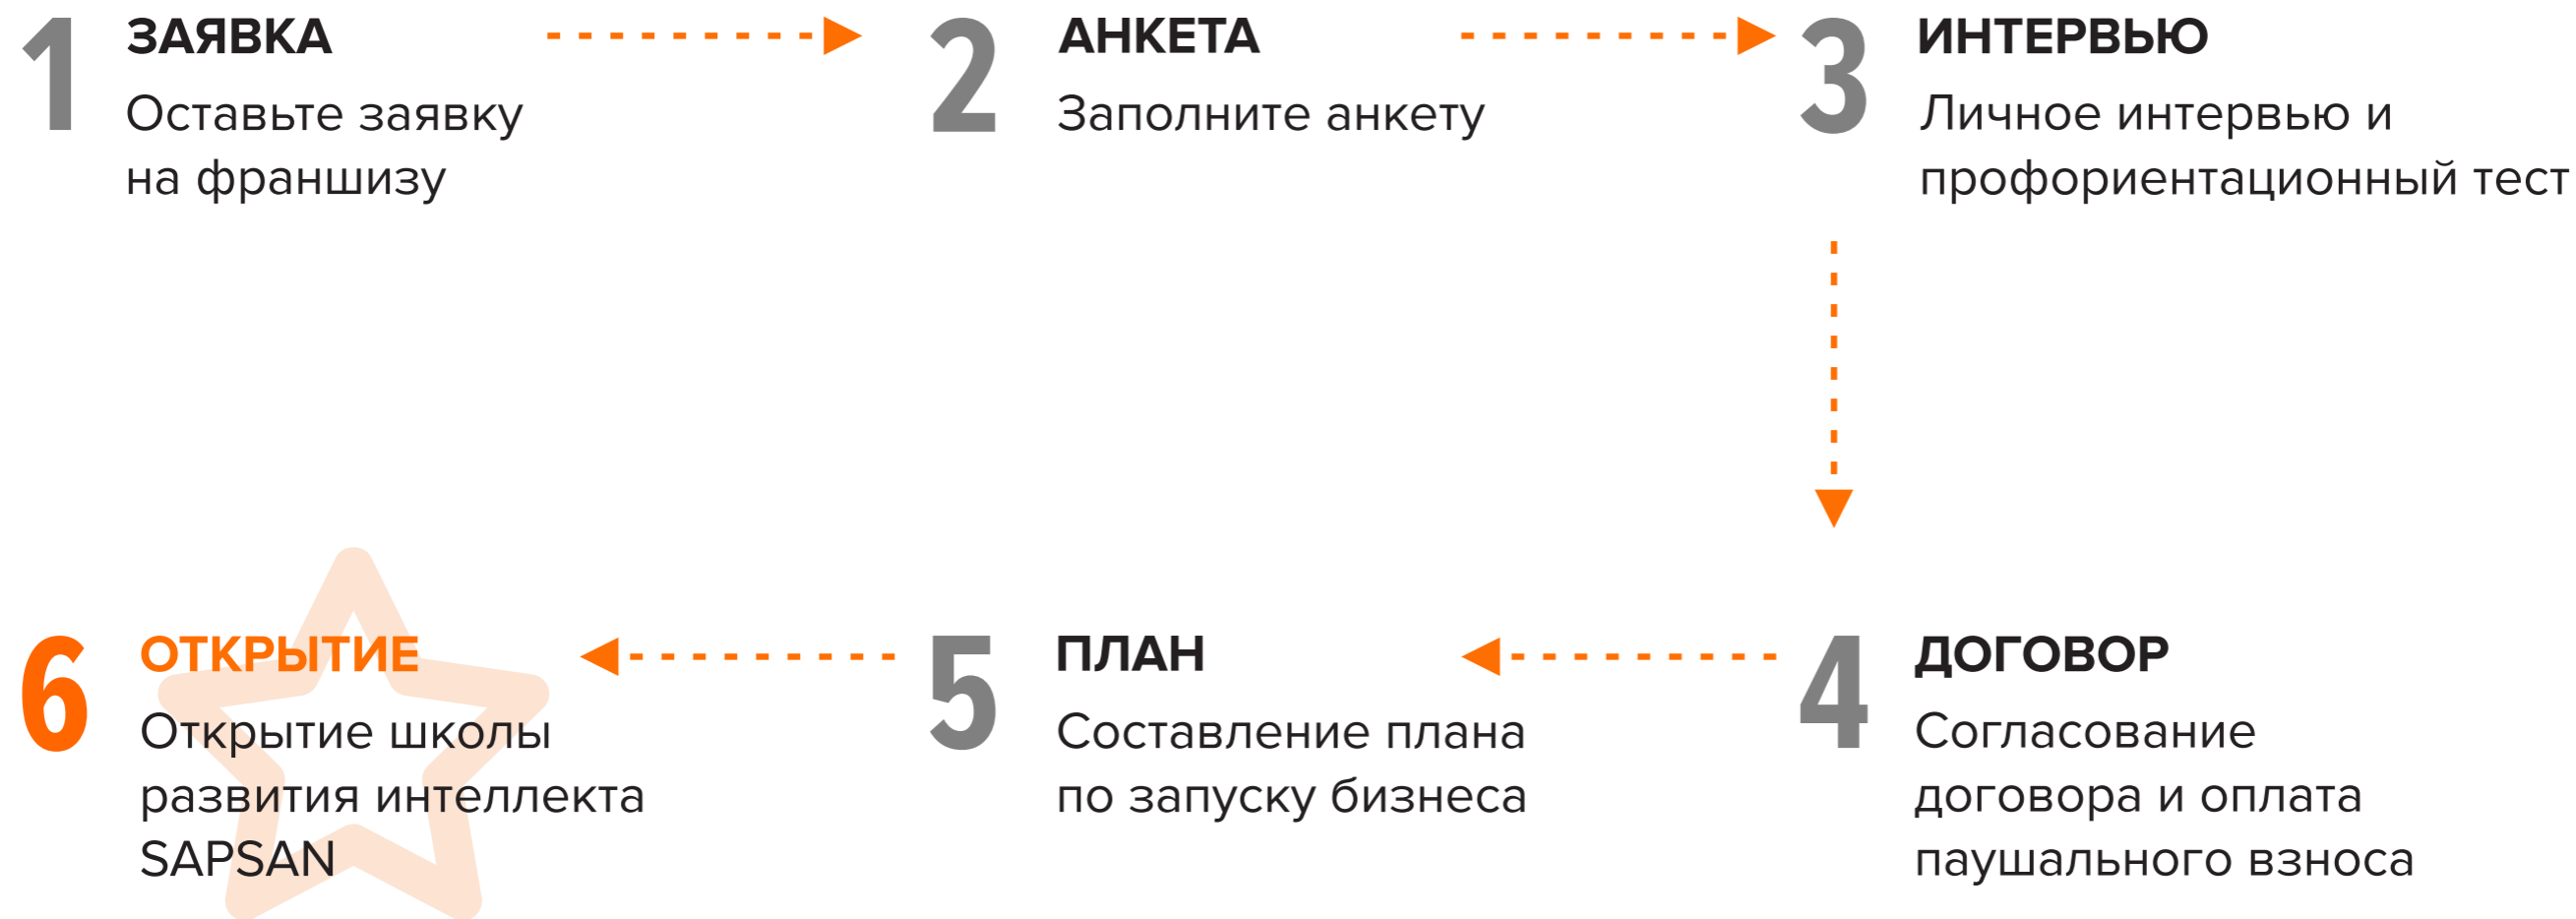 1
ЗАЯВКА
Оставьте заявку
на франшизу
2
АНКЕТА
Заполните анкету
3
ИНТЕРВЬЮ
Личное интервью и
профориентационный тест
4
ДОГОВОР
Согласование
договора и оплата
паушального взноса
5
ПЛАН
Составление плана
по запуску бизнеса
6
ОТКРЫТИЕ
Открытие школы
развития интеллекта
SAPSAN